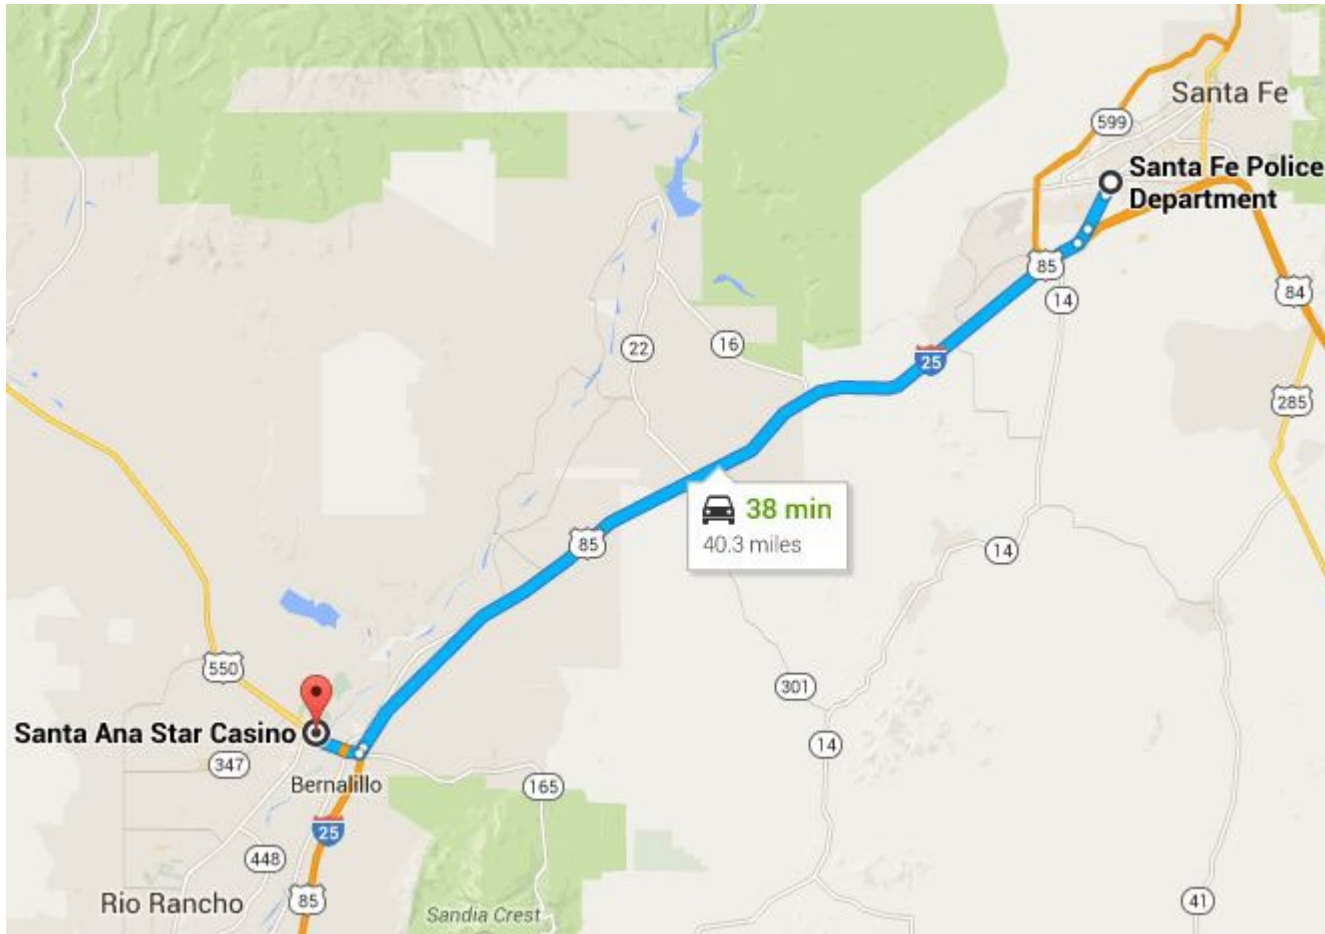 Santa Fe
599
Santa Fe Police
Department
85
14
84
22
16
25
285
38 min
40.3 miles
85
14
550
301
Santa Ana Star Casino
14
347
Bernalillo
165
25
448
Rio Rancho
85
Sandia Crest
41